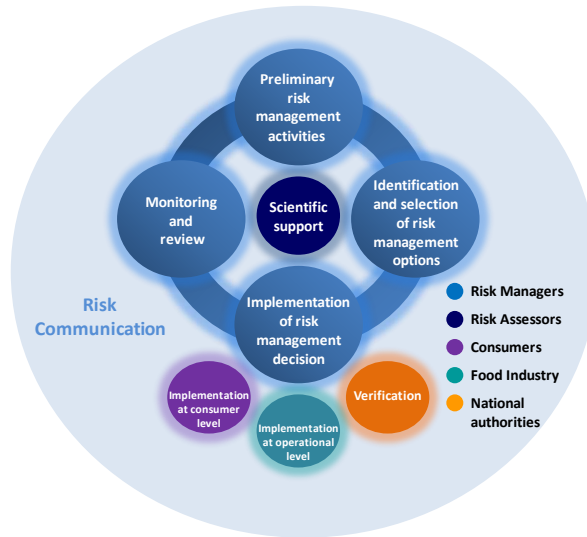 Preliminary
risk
management
activities
Monitoring
and
review
Scientific
support
Identification
and selection
of risk
management
options
Implementation
of risk
management
decision
Risk
Communication
Implementation
at consumer
level
Implementation
at operational
level
Verification
Risk Managers
Risk Assessors
Consumers
Food Industry
National
authorities